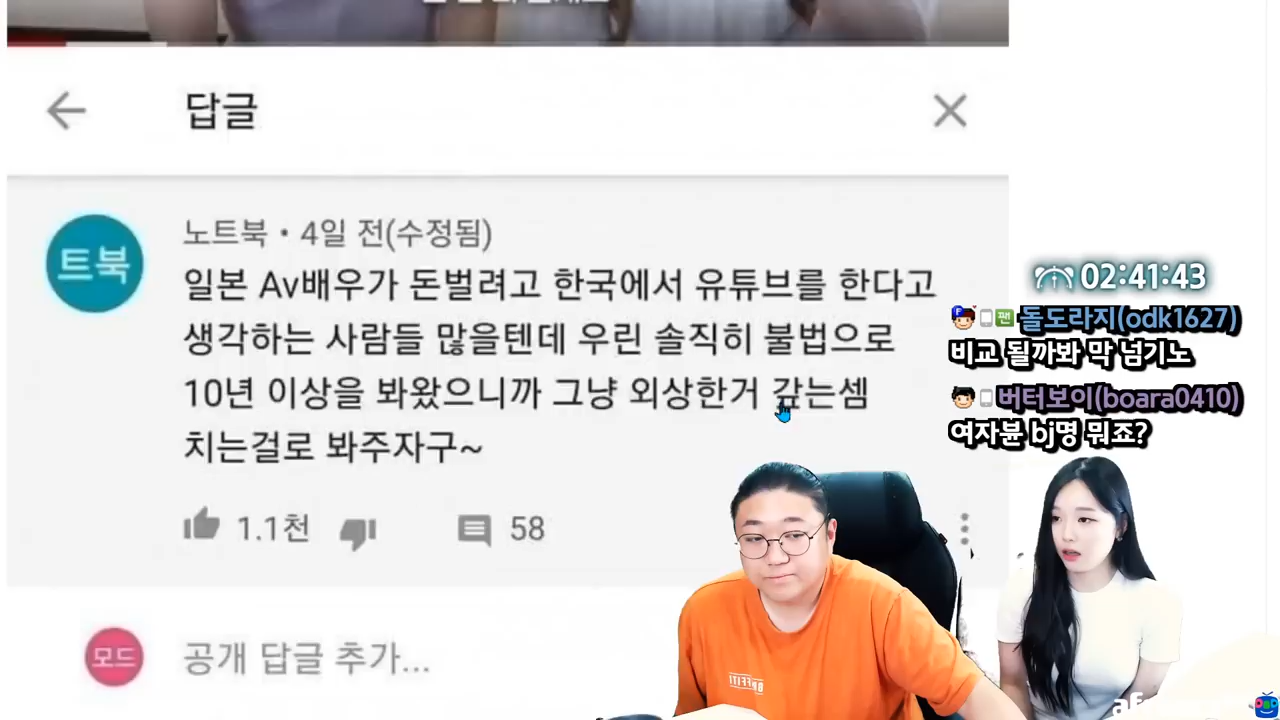 답글
트북
노트북 • 4일 전(수정됨)
일본 Av배우가 돈벌려고 한국에서 유튜브를 한다고
생각하는 사람들 많을텐데 우린 솔직히 불법으로
10년 이상을 봐왔으니까 그냥 외상한거 갚는셈
치는걸로 봐주자구~
1.1천
58
모드
공개 답글 추가...
02:41:43
팬 돌도라지(odk1627)
비교 될까봐 막 넘기노
버터보이(boara0410)
여자뷴 bj명 뭐죠?